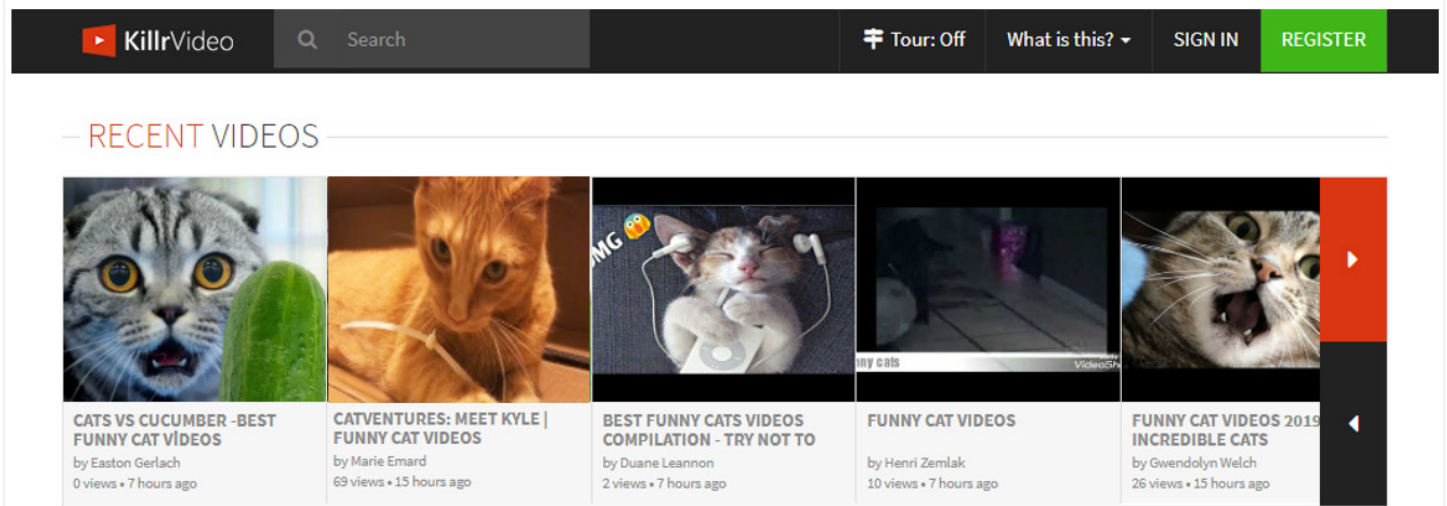 KillrVideo
Search
Tour: Off
What is this?
SIGN IN
REGISTER
RECENT VIDEOS
MG
nny cats
VideoSh
CATS VS CUCUMBER -BEST
FUNNY CAT VİDEOS
by Easton Gerlach
0 views • 7 hours ago
CATVENTURES: MEET KYLE |
FUNNY CAT VIDEOS
by Marie Emard
69 views • 15 hours ago
BEST FUNNY CATS VIDEOS
COMPILATION - TRY NOT TO
by Duane Leannon
2 views • 7 hours ago
FUNNY CAT VIDEOS
by Henri Zemlak
10 views • 7 hours ago
FUNNY CAT VIDEOS 2019
INCREDIBLE CATS
by Gwendolyn Welch
26 views • 15 hours ago